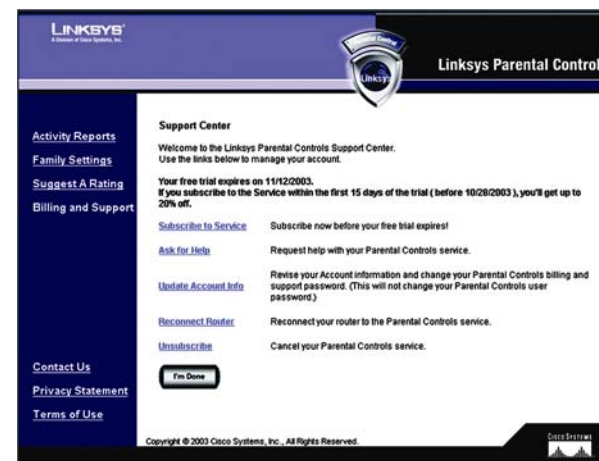 LINKSYS®
A Division of Cisco Systems, Inc.
Parental Control
Linksys
Linksys Parental Control
Activity Reports
Family Settings
Suggest A Rating
Billing and Support
Contact Us
Privacy Statement
Terms of Use
Support Center
Welcome to the Linksys Parental Controls Support Center.
Use the links below to manage your account.
Your free trial expires on 11/12/2003.
If you subscribe to the Service within the first 15 days of the trial ( before 10/28/2003 ), you'll get up to
20% off.
Subscribe to Service Subscribe now before your free trial expires!
Ask for Help Request help with your Parental Controls service.
Update Account Info Revise your Account information and change your Parental Controls billing and
support password. (This will not change your Parental Controls user
password.)
Reconnect Router Reconnect your router to the Parental Controls service.
Unsubscribe Cancel your Parental Controls service.
I'm Done
Copyright © 2003 Cisco Systems, Inc., All Rights Reserved.
Cisco Systems